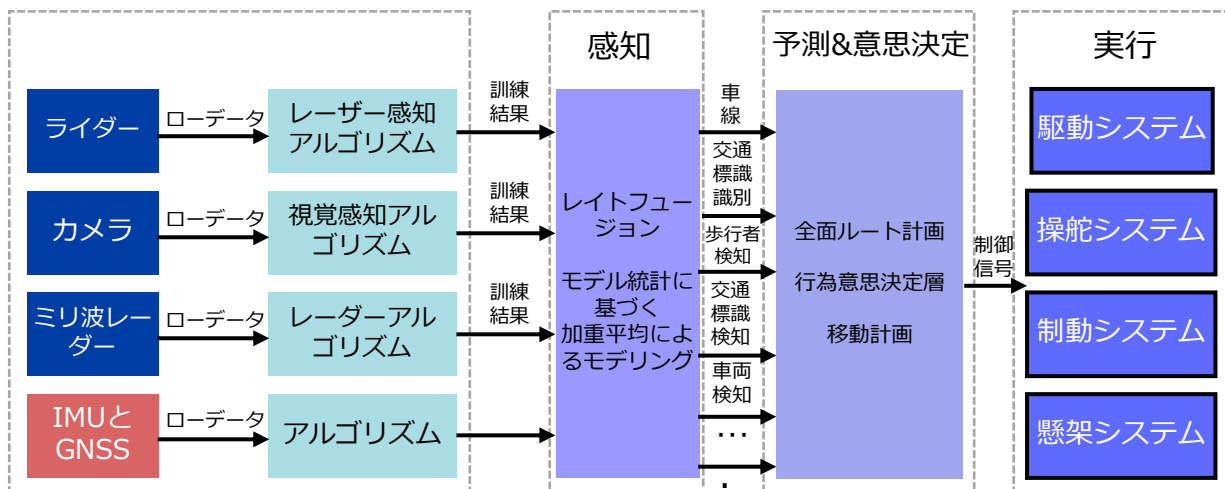 感知
予測&意思決定
実行
ライダー
ローデータ
レーザー感知
アルゴリズム
訓練
結果
カメラ
ローデータ
視覚感知アル
ゴリズム
訓練
結果
ミリ波レー
ダー
ローデータ
レーダーアル
ゴリズム
訓練
結果
IMUと
GNSS
ローデータ
アルゴリズム
レイトフュー
ジョン
モデル統計に
基づく
加重平均によ
るモデリング
車
線
交通
標識
識別
歩行者
検知
交通
標識
検知
車両
検知
…
全面ルート計画
行為意思決定層
移動計画
制御
信号
駆動システム
操舵システム
制動システム
懸架システム